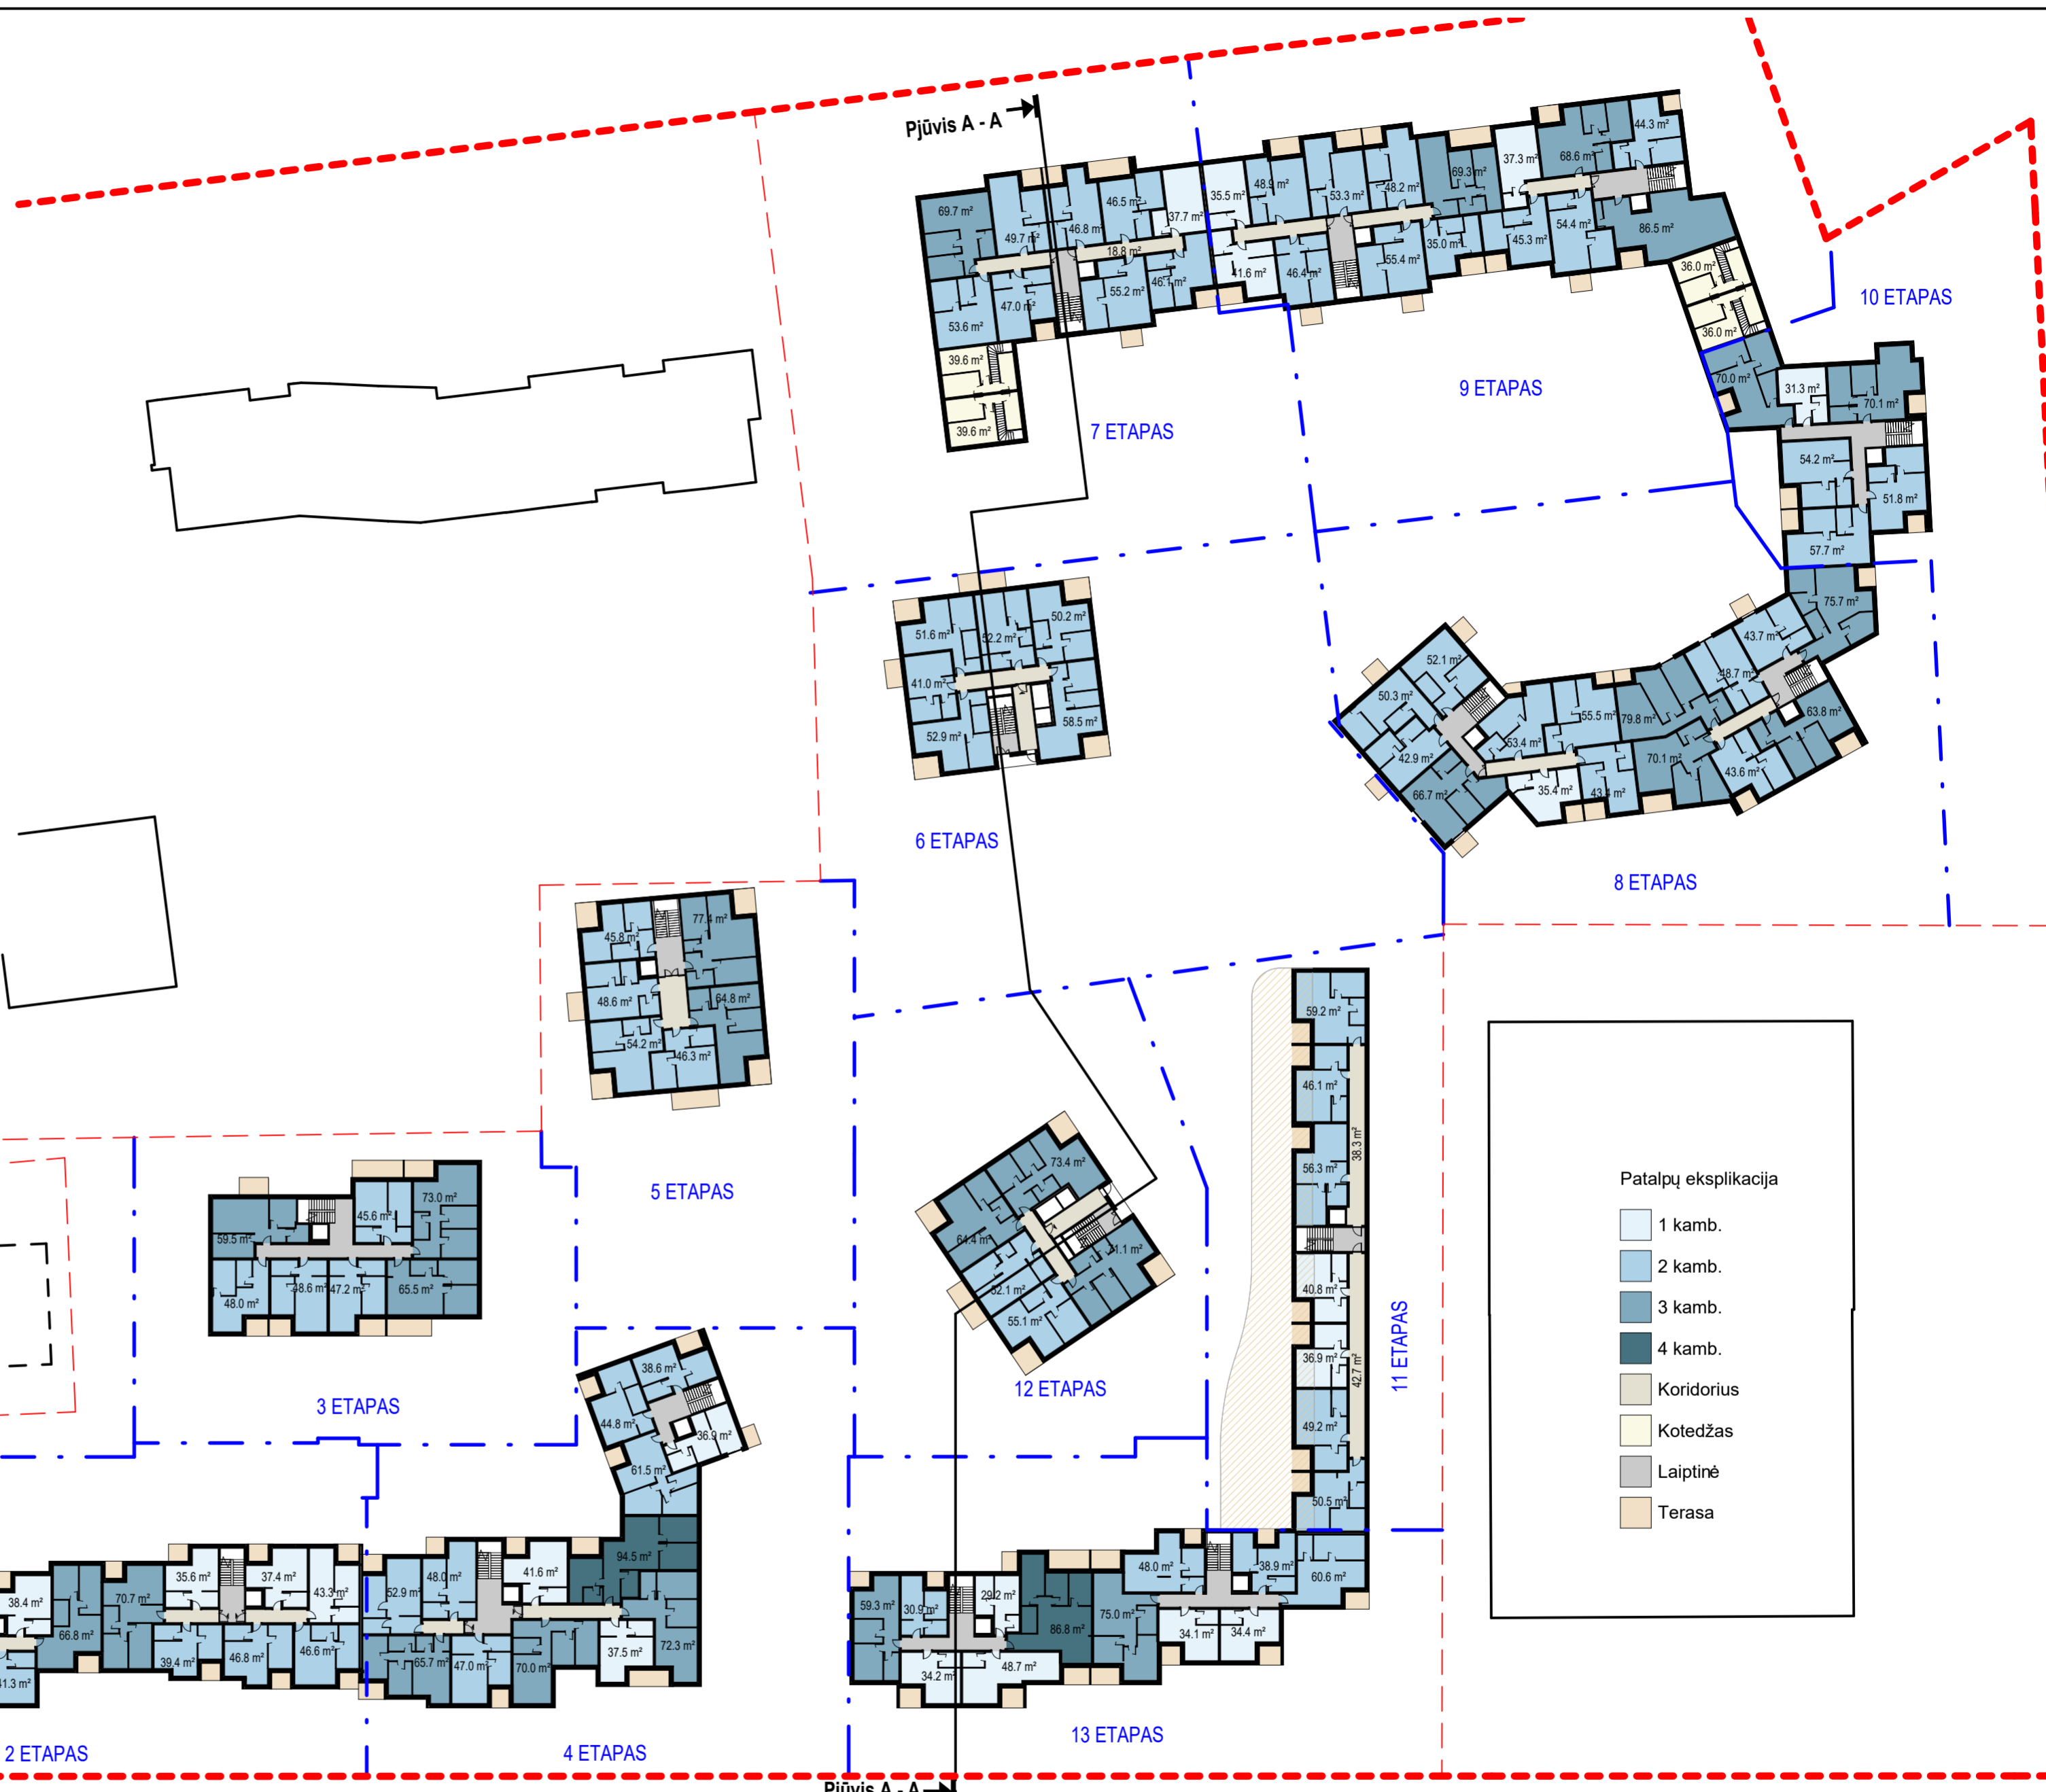 Pjūvis A - A
44.3 m²
37.3 m²
68.6 m²
69.3 m²
48.9 m²
53.3 m²
48.2 m²
35.5 m²
69.7 m²
46.5 m²
37.7 m²
49.7 m²
46.8 m²
18.8 m²
86.5 m²
54.4 m²
45.3 m²
35.0 m²
55.4 m²
46.4 m²
41.6 m²
46.1 m²
55.2 m²
47.0 m²
53.6 m²
36.0 m²
36.0 m²
10 ETAPAS
39.6 m²
39.6 m²
7 ETAPAS
9 ETAPAS
70.0 m²
31.3 m²
70.1 m²
54.2 m²
51.8 m²
57.7 m²
75.7 m²
51.6 m²
52.2 m²
50.2 m²
41.0 m²
52.9 m²
58.5 m²
6 ETAPAS
43.7 m²
48.7 m²
63.8 m²
52.1 m²
50.3 m²
55.5 m²
79.8 m²
53.4 m²
42.9 m²
70.1 m²
43.6 m²
66.7 m²
35.4 m²
8 ETAPAS
45.8 m²
77.4 m²
48.6 m²
64.8 m²
54.2 m²
46.3 m²
5 ETAPAS
59.2 m²
46.1 m²
38.3 m²
56.3 m²
40.8 m²
36.9 m²
42.7 m²
49.2 m²
50.5 m²
11 ETAPAS
73.4 m²
64.4 m²
52.1 m²
55.1 m²
12 ETAPAS
73.0 m²
45.6 m²
59.5 m²
48.0 m²
47.2 m²
65.5 m²
3 ETAPAS
38.6 m²
44.8 m²
36.9 m²
61.5 m²
94.5 m²
Patalpų eksplikacija
1 kamb.
2 kamb.
3 kamb.
4 kamb.
Koridorius
Kotedžas
Laiptinė
Terasa
38.4 m²
66.8 m²
70.7 m²
35.6 m²
37.4 m²
43.3 m²
39.4 m²
46.8 m²
46.6 m²
52.9 m²
48.0 m²
41.6 m²
65.7 m²
47.0 m²
70.0 m²
37.5 m²
72.3 m²
2 ETAPAS
4 ETAPAS
59.3 m²
30.9 m²
29.2 m²
86.8 m²
75.0 m²
48.0 m²
38.9 m²
60.6 m²
34.1 m²
34.4 m²
34.2 m²
48.7 m²
13 ETAPAS
Pjūvis A - A